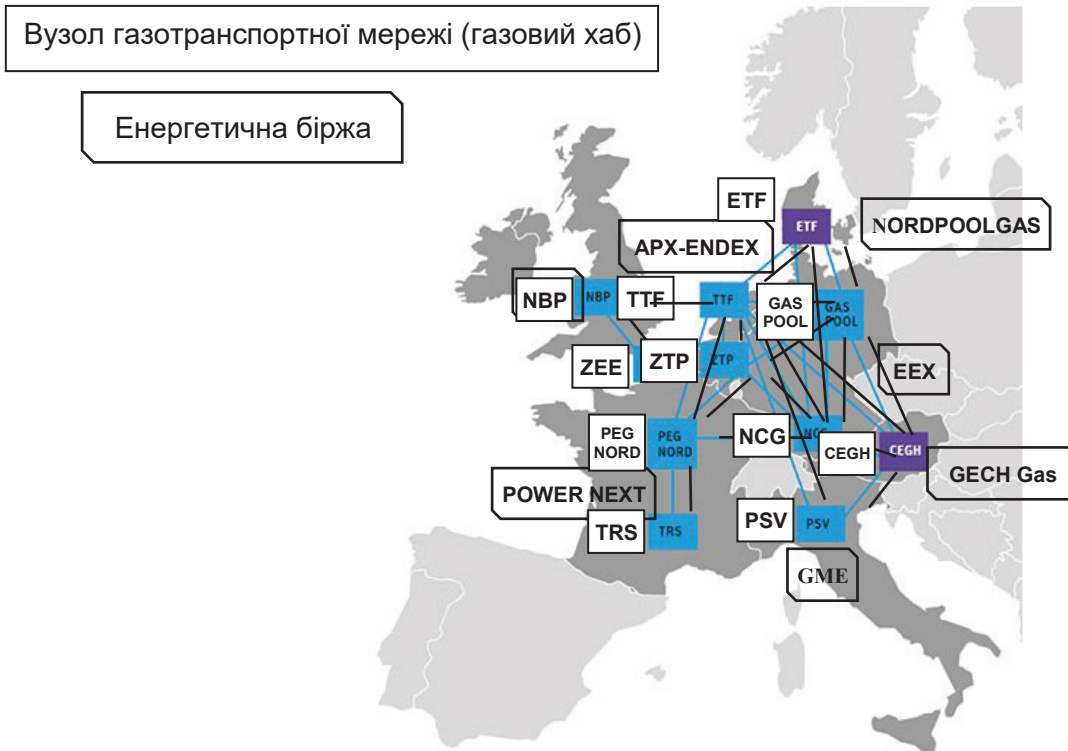 Вузол газотранспортної мережі (газовий хаб)
Енергетична біржа
ETF
ETF
NORDPOOLGAS
APX-ENDEX
NBP
NBP
TTF
TTF
GAS
POOL
GAS
POOL
ZEE
ZTP
ZTP
EEX
PEG
NORD
PEG
NORD
NCG
NCG
CEGH
CEGH
GECH Gas
POWER NEXT
TRS
TRS
PSV
PSV
GME